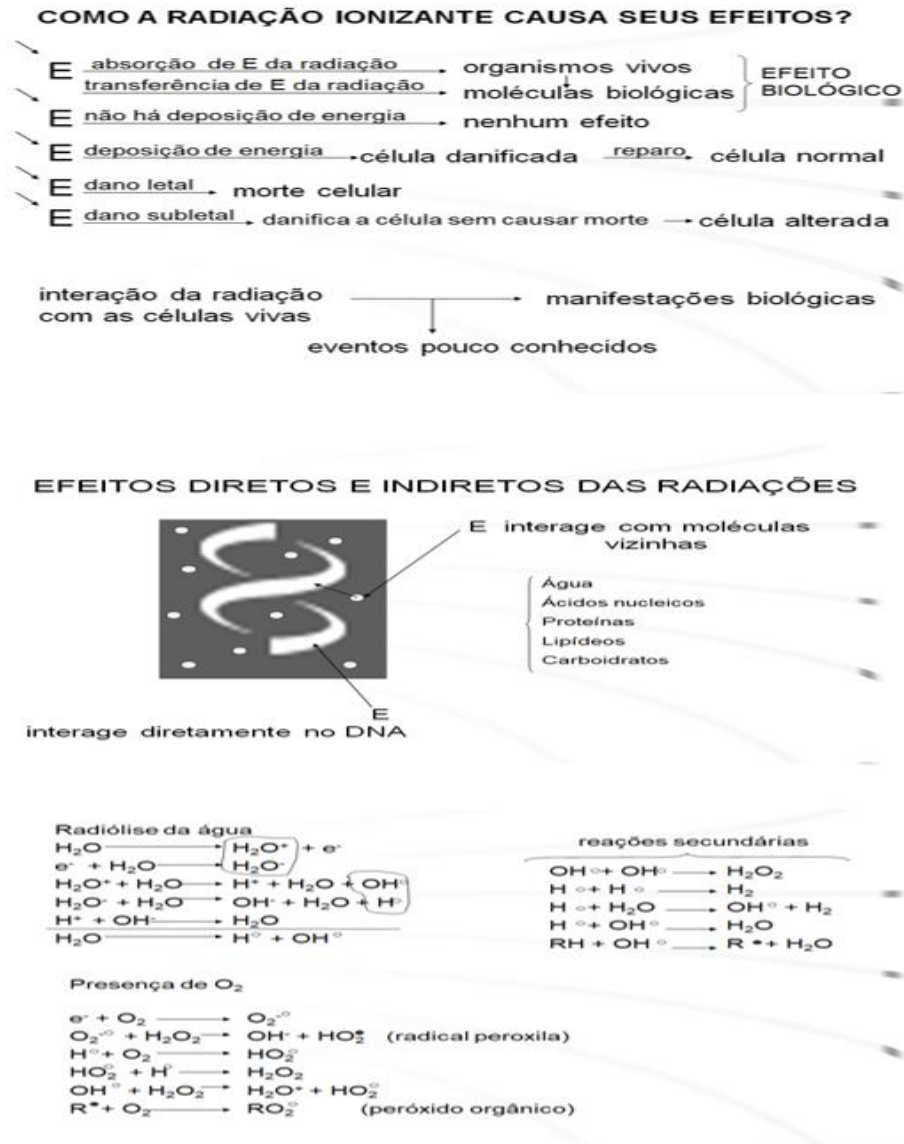 COMO A RADIAÇÃO IONIZANTE CAUSA SEUS EFEITOS?
E absorção de E da radiação organismos vivos
transferência de E da radiação moléculas biológicas
EFEITO
BIOLÓGICO
E não há deposição de energia nenhum efeito
E deposição de energia célula danificada reparo célula normal
E dano letal morte celular
E dano subletal danifica a célula sem causar morte célula alterada
interação da radiação
com as células vivas
manifestações biológicas
eventos pouco conhecidos
EFEITOS DIRETOS E INDIRETOS DAS RADIAÇÕES
E interage com moléculas
vizinhas
Água
Ácidos nucleicos
Proteínas
Lipídeos
Carboidratos
E
interage diretamente no DNA
Radiólise da água
H₂O → H₂O⁺ + e⁻
e⁻ + H₂O → H₂O⁻
H₂O⁺ + H₂O → H⁺ + H₂O + OH°
H₂O⁻ + H₂O → OH⁻ + H₂O + H°
H⁺ + OH⁻ → H₂O
H₂O → H° + OH°
reações secundárias
OH° + OH° → H₂O₂
H° + H° → H₂
H° + H₂O → OH° + H₂
H° + OH° → H₂O
RH + OH° → R• + H₂O
Presença de O₂
e⁻ + O₂ → O₂⁻°
O₂⁻° + H₂O₂ → OH⁻ + HO₂• (radical peroxila)
H° + O₂ → HO₂°
HO₂° + H° → H₂O₂
OH° + H₂O₂ → H₂O⁺ + HO₂°
R• + O₂ → RO₂° (peróxido orgânico)